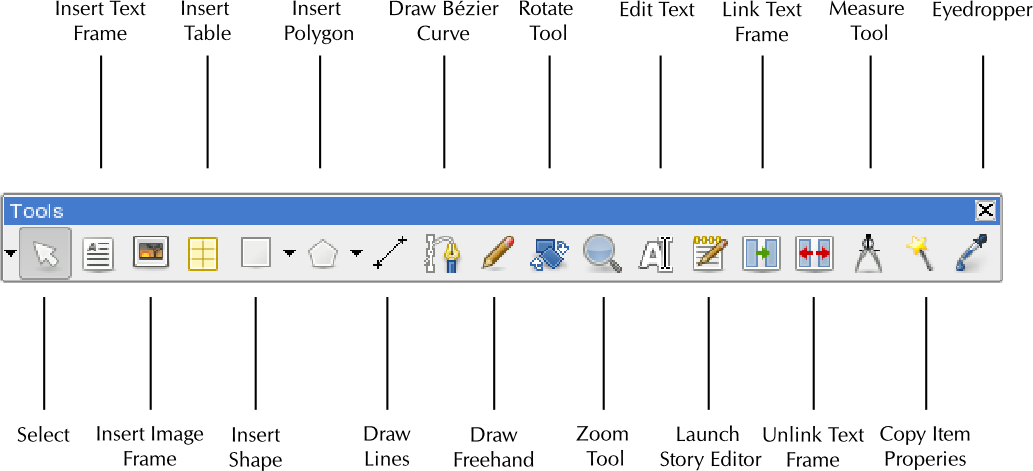 Insert Text
Frame
Insert
Table
Insert
Polygon
Draw Bézier
Curve
Rotate
Tool
Edit Text
Link Text
Frame
Measure
Tool
Eyedropper
Tools
Select
Insert Image
Frame
Insert
Shape
Draw
Lines
Draw
Freehand
Zoom
Tool
Launch
Story Editor
Unlink Text
Frame
Copy Item
Properies